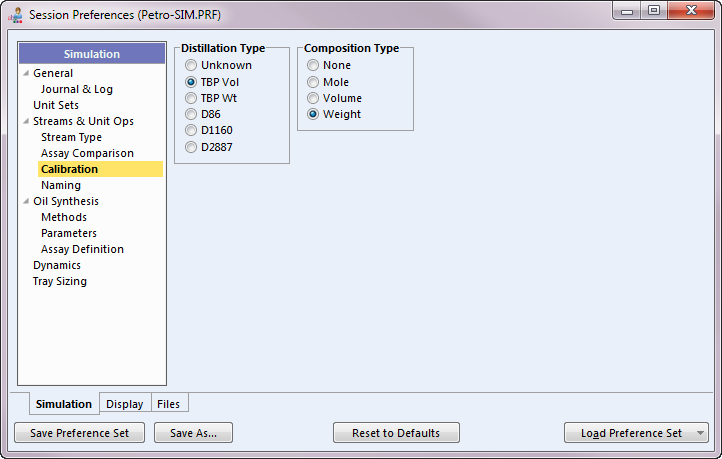 Session Preferences (Petro-SIM.PRF)
Simulation
General
Journal & Log
Unit Sets
Streams & Unit Ops
Stream Type
Assay Comparison
Calibration
Naming
Oil Synthesis
Methods
Parameters
Assay Definition
Dynamics
Tray Sizing
Distillation Type
Unknown
TBP Vol
TBP Wt
D86
D1160
D2887
Composition Type
None
Mole
Volume
Weight
Simulation Display Files
Save Preference Set Save As... Reset to Defaults Load Preference Set